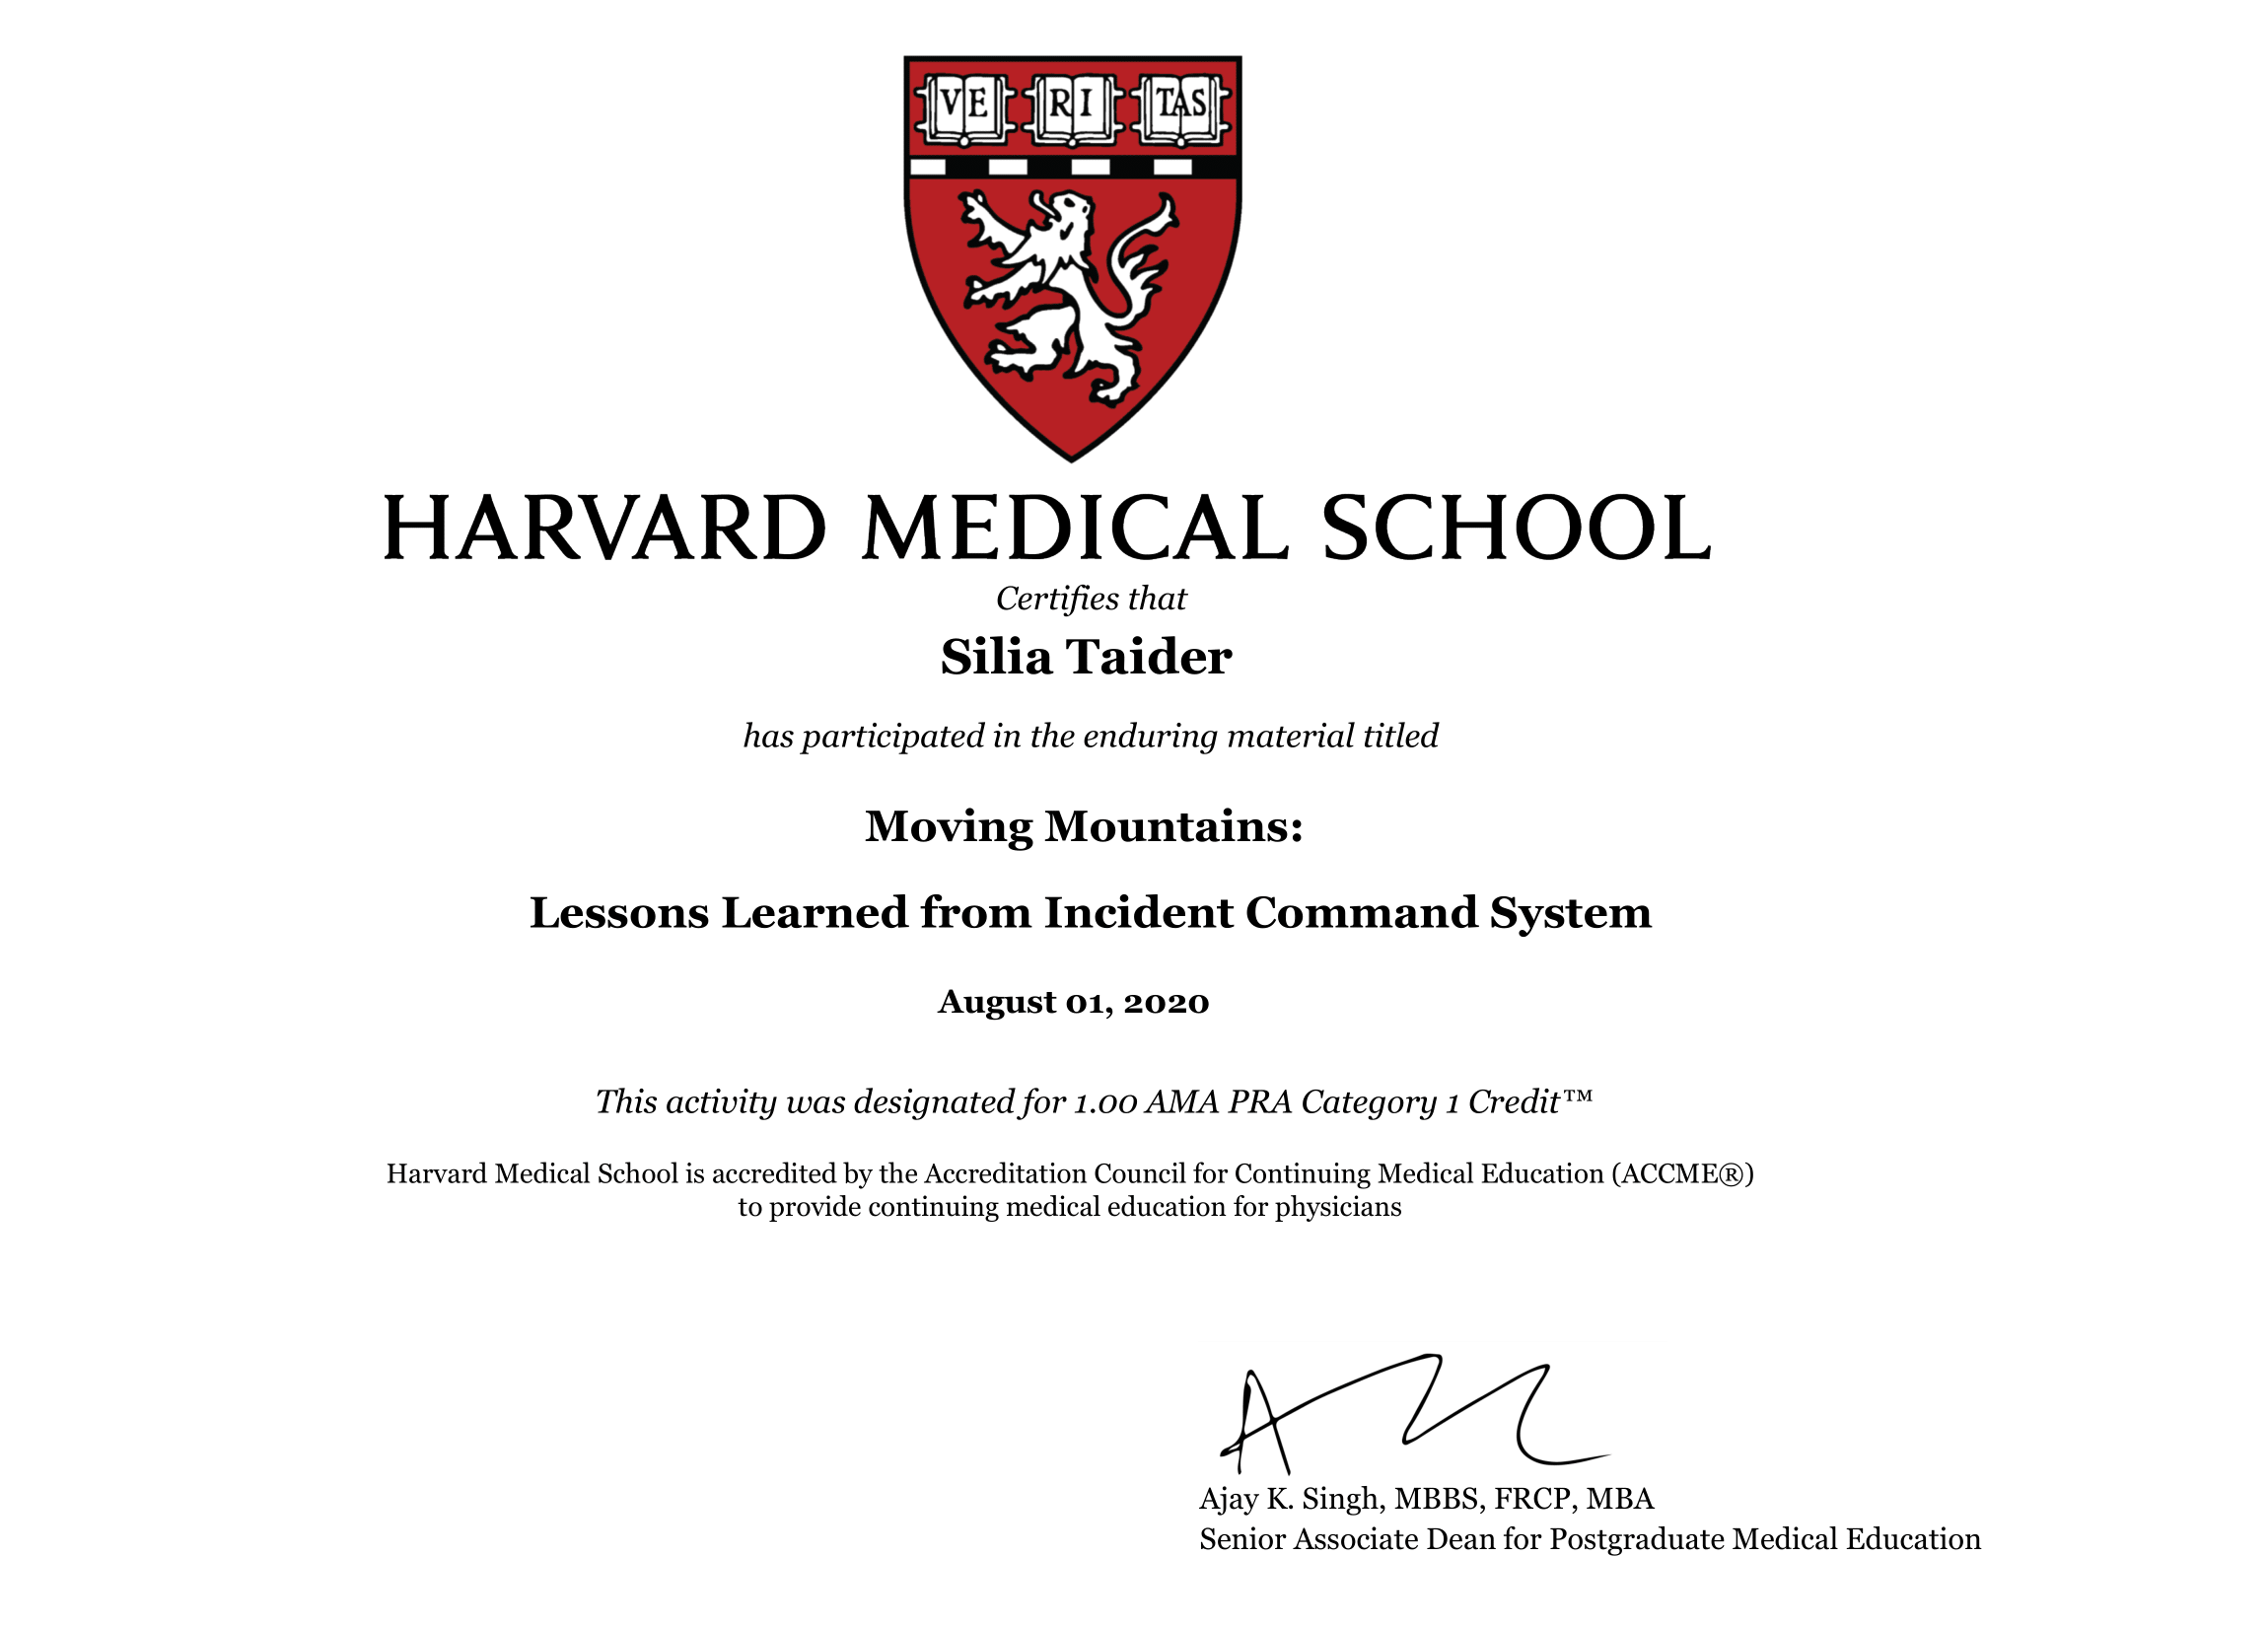 VE RI TAS
HARVARD MEDICAL SCHOOL
Certifies that
Silia Taider
has participated in the enduring material titled
Moving Mountains:
Lessons Learned from Incident Command System
August 01, 2020
This activity was designated for 1.00 AMA PRA Category 1 Credit™
Harvard Medical School is accredited by the Accreditation Council for Continuing Medical Education (ACCME®)
to provide continuing medical education for physicians
Ajay K. Singh, MBBS, FRCP, MBA
Senior Associate Dean for Postgraduate Medical Education